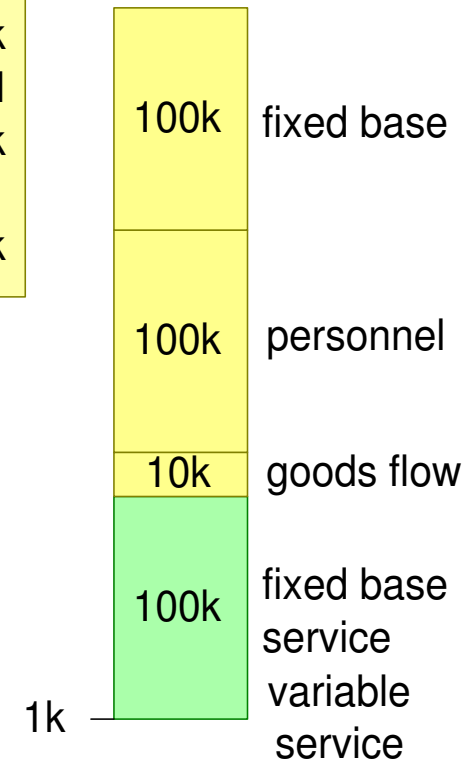 k
l
k
k
100k fixed base
100k personnel
10k goods flow
100k fixed base
service
variable
1k
service